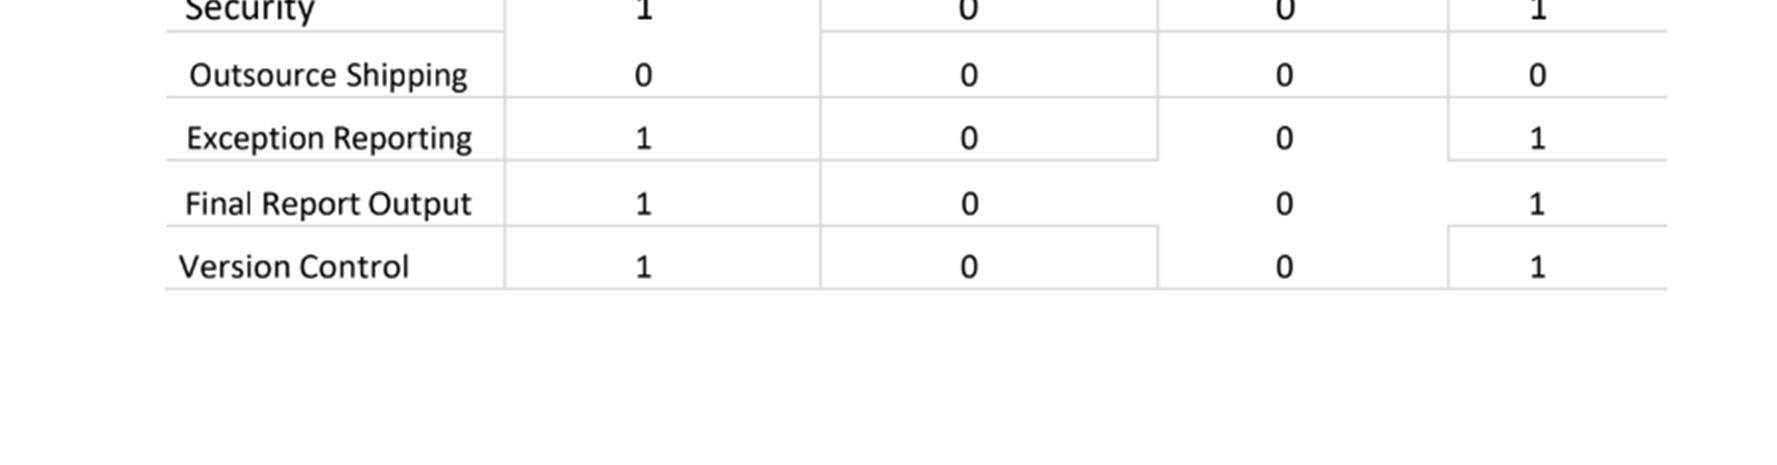 Security 1 0 0 1
Outsource Shipping 0 0 0 0
Exception Reporting 1 0 0 1
Final Report Output 1 0 0 1
Version Control 1 0 0 1